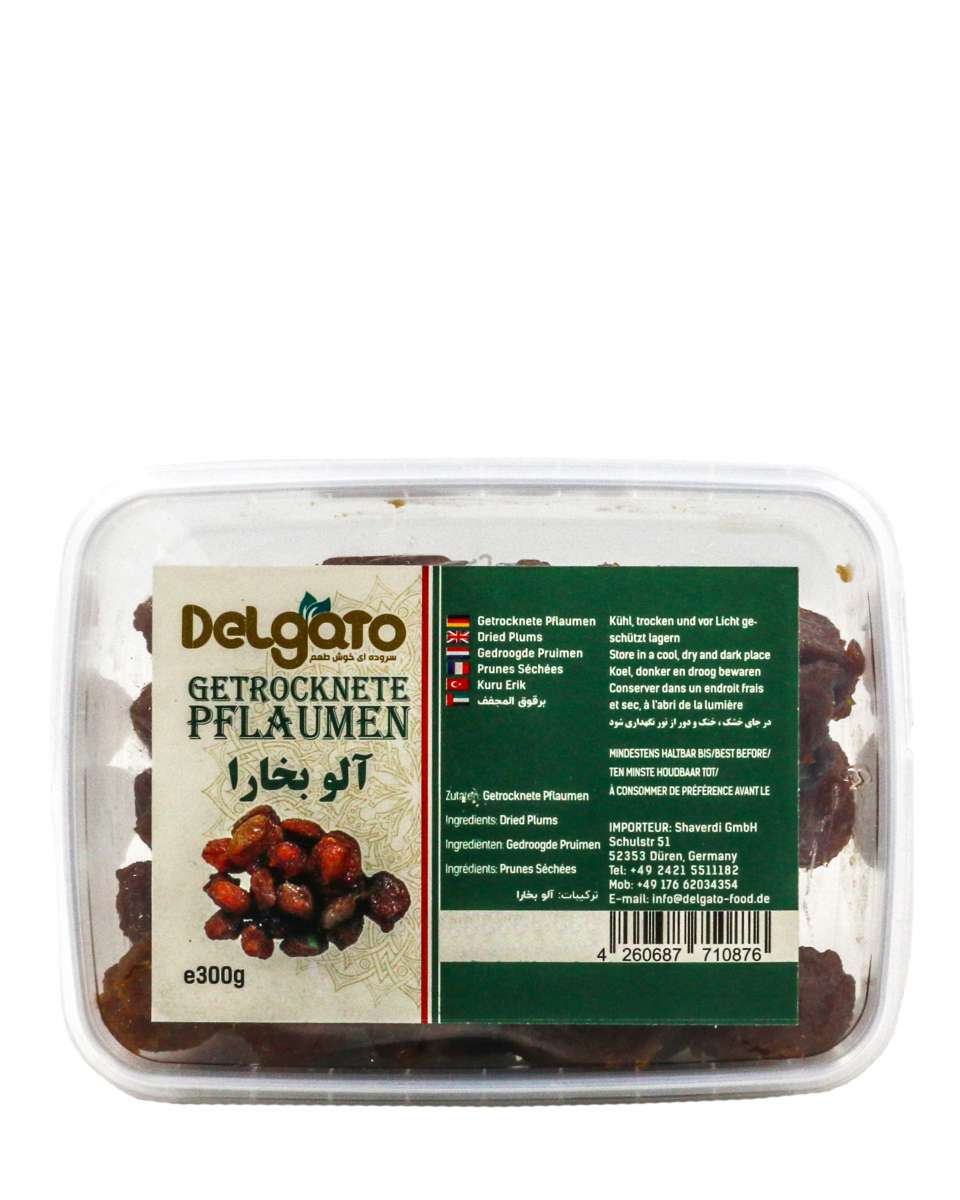 DELGATO
سروده ای خوش طعم
GETROCKNETE
PFLAUMEN
آلو بخارا
e300g
Getrocknete Pflaumen
Dried Plums
Gedroogde Pruimen
Prunes Séchées
Kuru Erik
برقوق المجفف
Zutaten: Getrocknete Pflaumen
Ingredients: Dried Plums
Ingrediënten: Gedroogde Pruimen
Ingrédients: Prunes Séchées
ترکیبات: آلو بخارا
Kühl, trocken und vor Licht ge-
schützt lagern
Store in a cool, dry and dark place
Koel, donker en droog bewaren
Conserver dans un endroit frais
et sec, à l'abri de la lumière
در جای خشک ، خنک و دور از نور نگهداری شود
MINDESTENS HALTBAR BIS/BEST BEFORE/
TEN MINSTE HOUDBAAR TOT/
À CONSOMMER DE PRÉFÉRENCE AVANT LE
IMPORTEUR: Shaverdi GmbH
Schulstr 51
52353 Düren, Germany
Tel: +49 2421 5511182
Mob: +49 176 62034354
E-mail: info@delgato-food.de
4 260687 710876